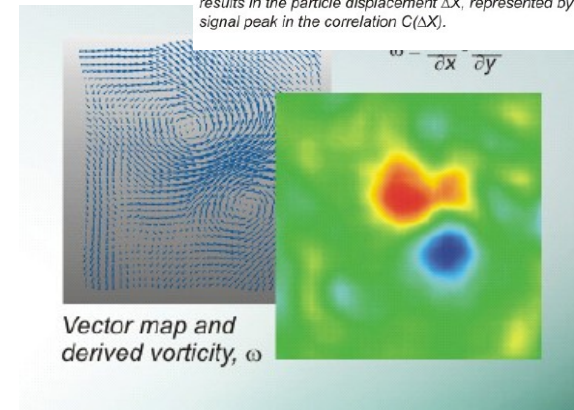 results in the particle displacement ΔX, represented by
signal peak in the correlation C(ΔX).
∂x ∂y
Vector map and
derived vorticity, ω